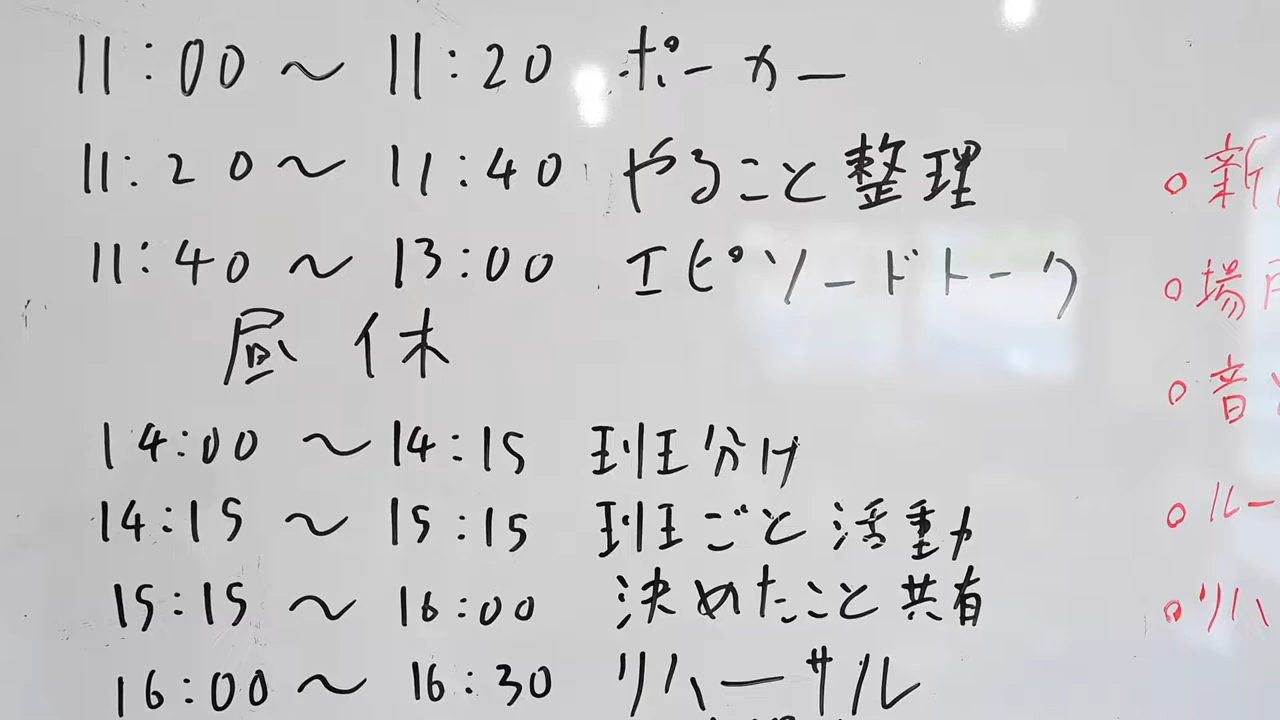 11:00 〜 11:20 ポーカー
11:20 〜 11:40 やること整理
11:40 〜 13:00 エピソードトーク
昼休
14:00 〜 14:15 班分け
14:15 〜 15:15 班ごと活動
15:15 〜 16:00 決めたこと共有
16:00 〜 16:30 リハーサル
○ 新
○ 場
○ 音
○ ルー
○ リハ